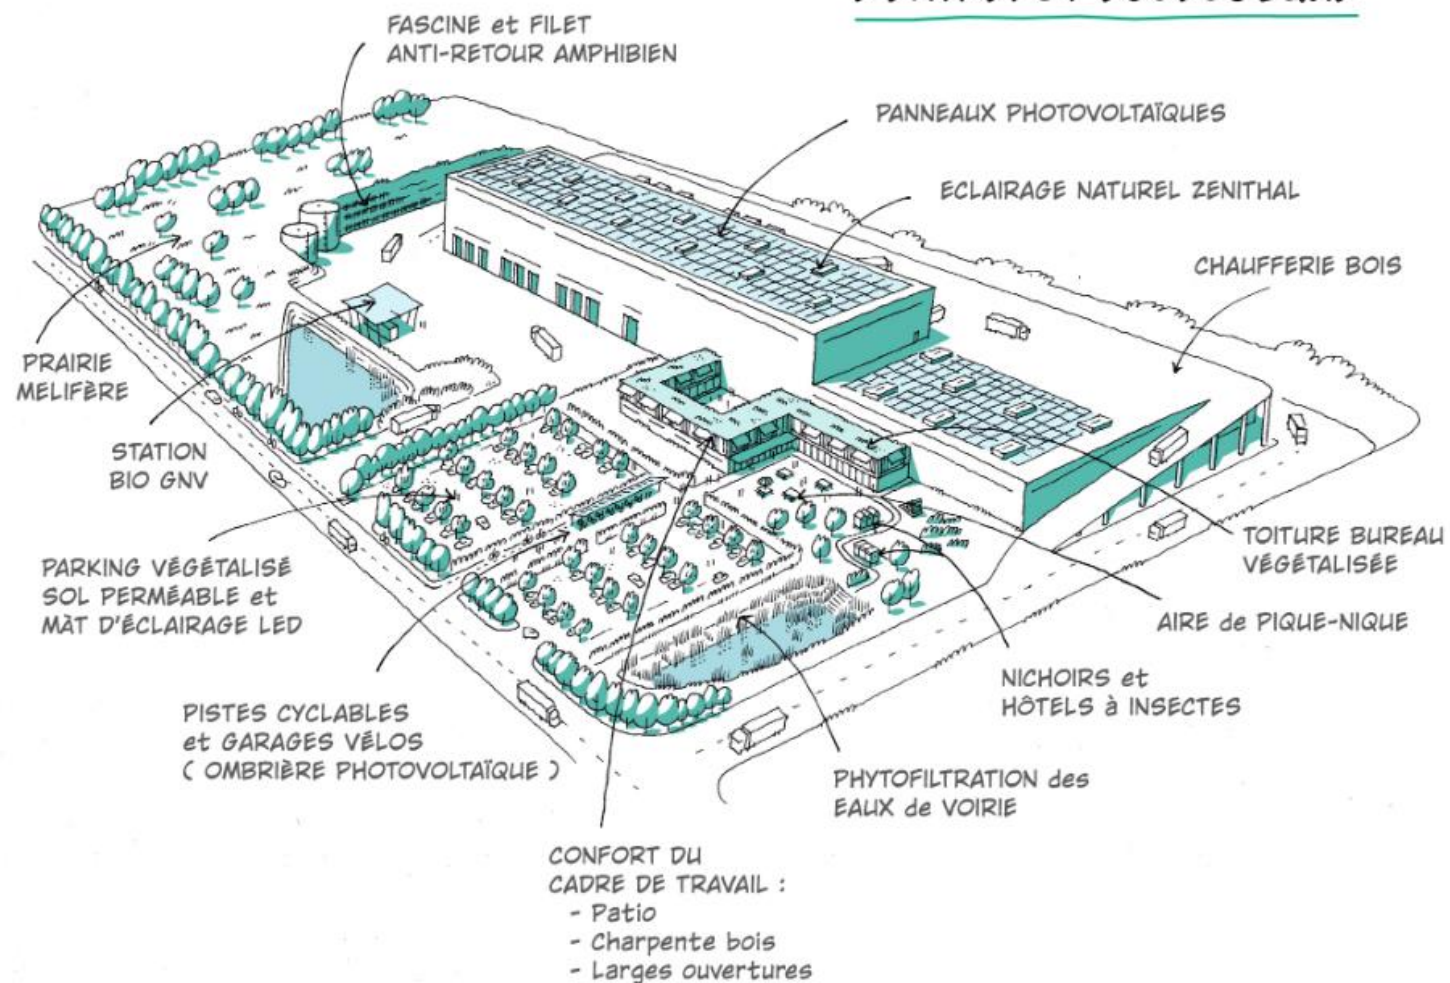 FASCINE et FILET
ANTI-RETOUR AMPHIBIEN
PANNEAUX PHOTOVOLTAÏQUES
ECLAIRAGE NATUREL ZENITHAL
CHAUFFERIE BOIS
PRAIRIE
MELIFÈRE
STATION
BIO GNV
PARKING VÉGÉTALISÉ
SOL PERMÉABLE et
MÀT D'ÉCLAIRAGE LED
TOITURE BUREAU
VÉGÉTALISÉE
AIRE de PIQUE-NIQUE
NICHOIRS et
HÔTELS à INSECTES
PISTES CYCLABLES
et GARAGES VÉLOS
( OMBRIÈRE PHOTOVOLTAÏQUE )
PHYTOFILTRATION des
EAUX de VOIRIE
CONFORT DU
CADRE DE TRAVAIL :
- Patio
- Charpente bois
- Larges ouvertures